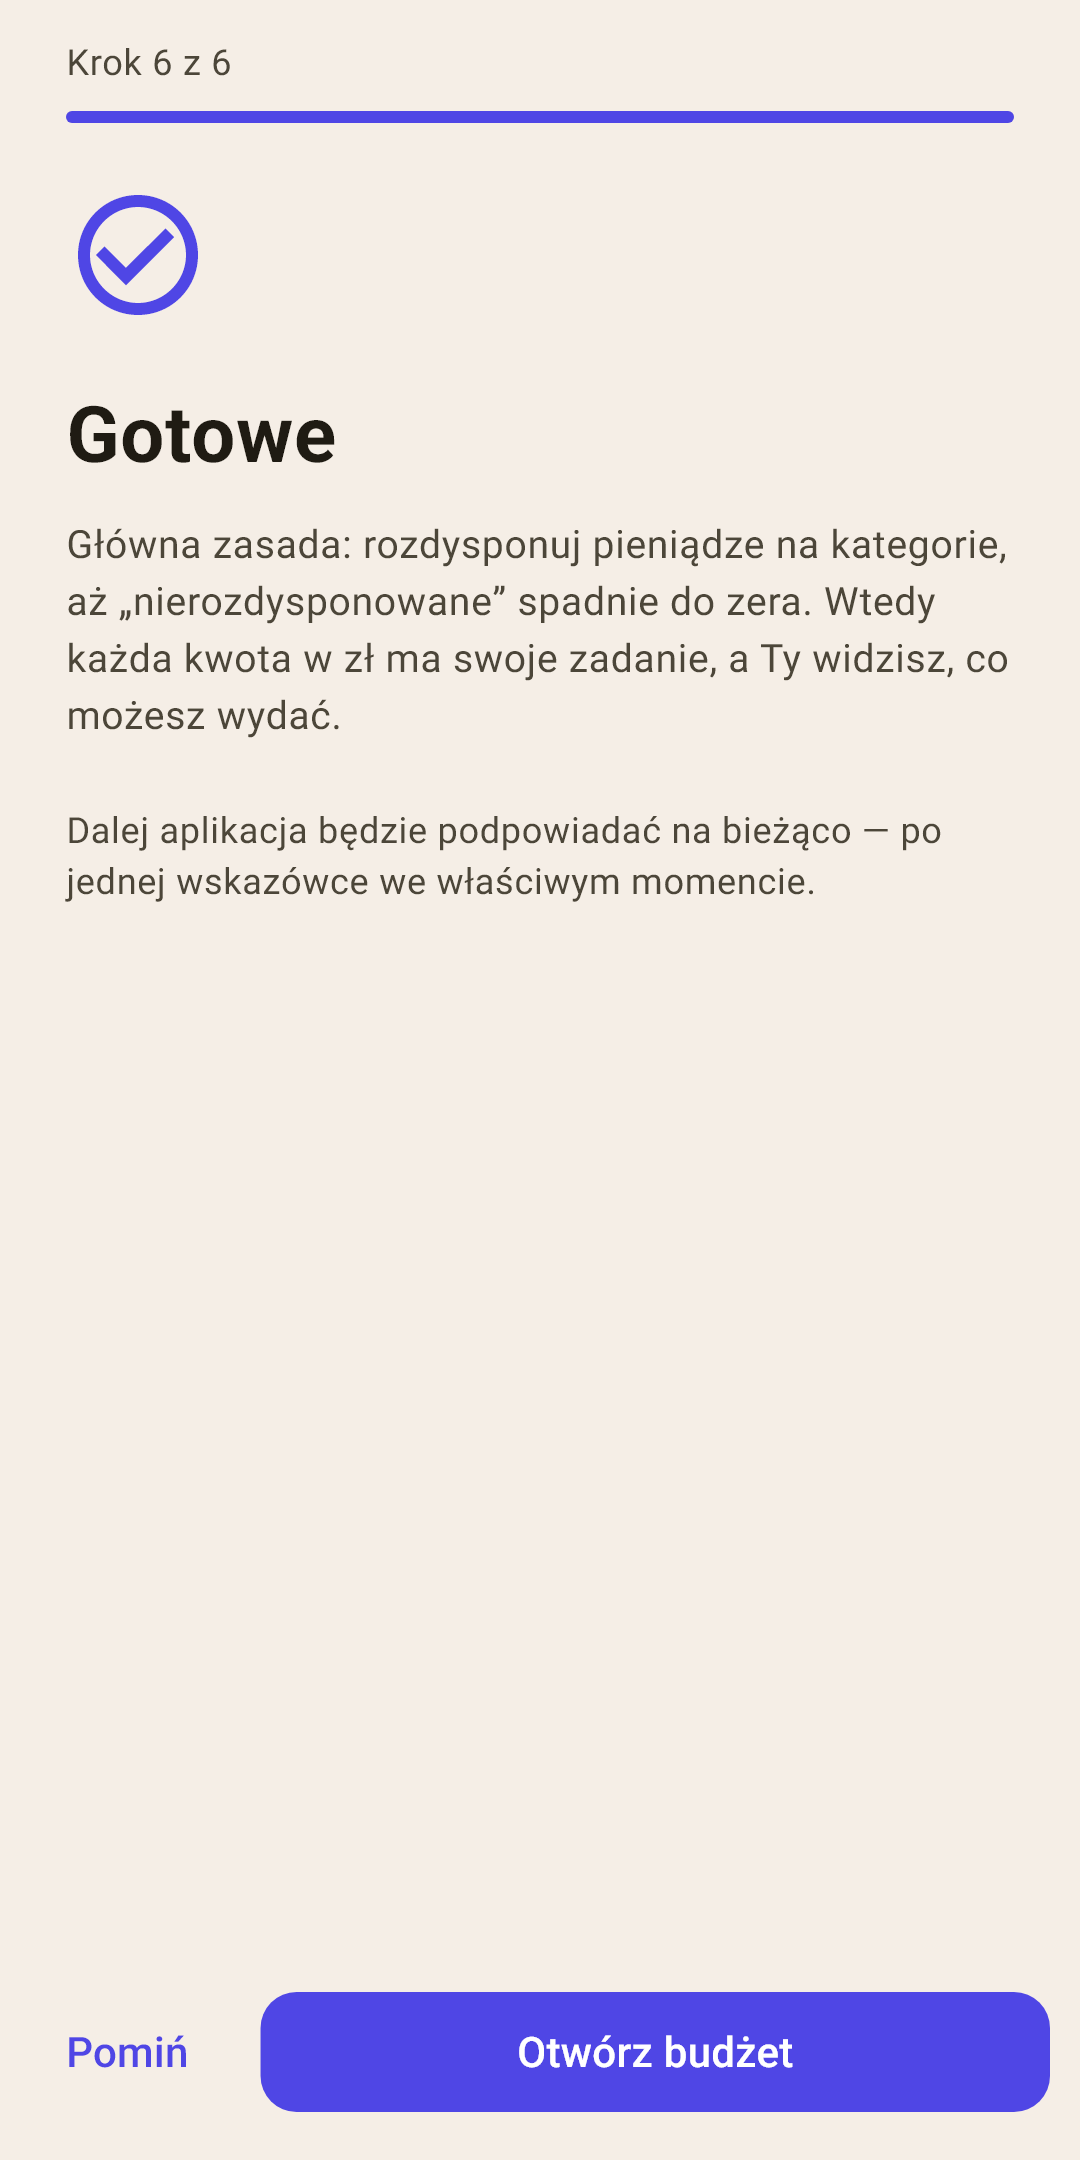 Krok 6 z 6
Gotowe
Główna zasada: rozdysponuj pieniądze na kategorie,
aż „nierozdysponowane” spadnie do zera. Wtedy
każda kwota w zł ma swoje zadanie, a Ty widzisz, co
możesz wydać.
Dalej aplikacja będzie podpowiadać na bieżąco — po
jednej wskazówce we właściwym momencie.
Pomiń
Otwórz budżet